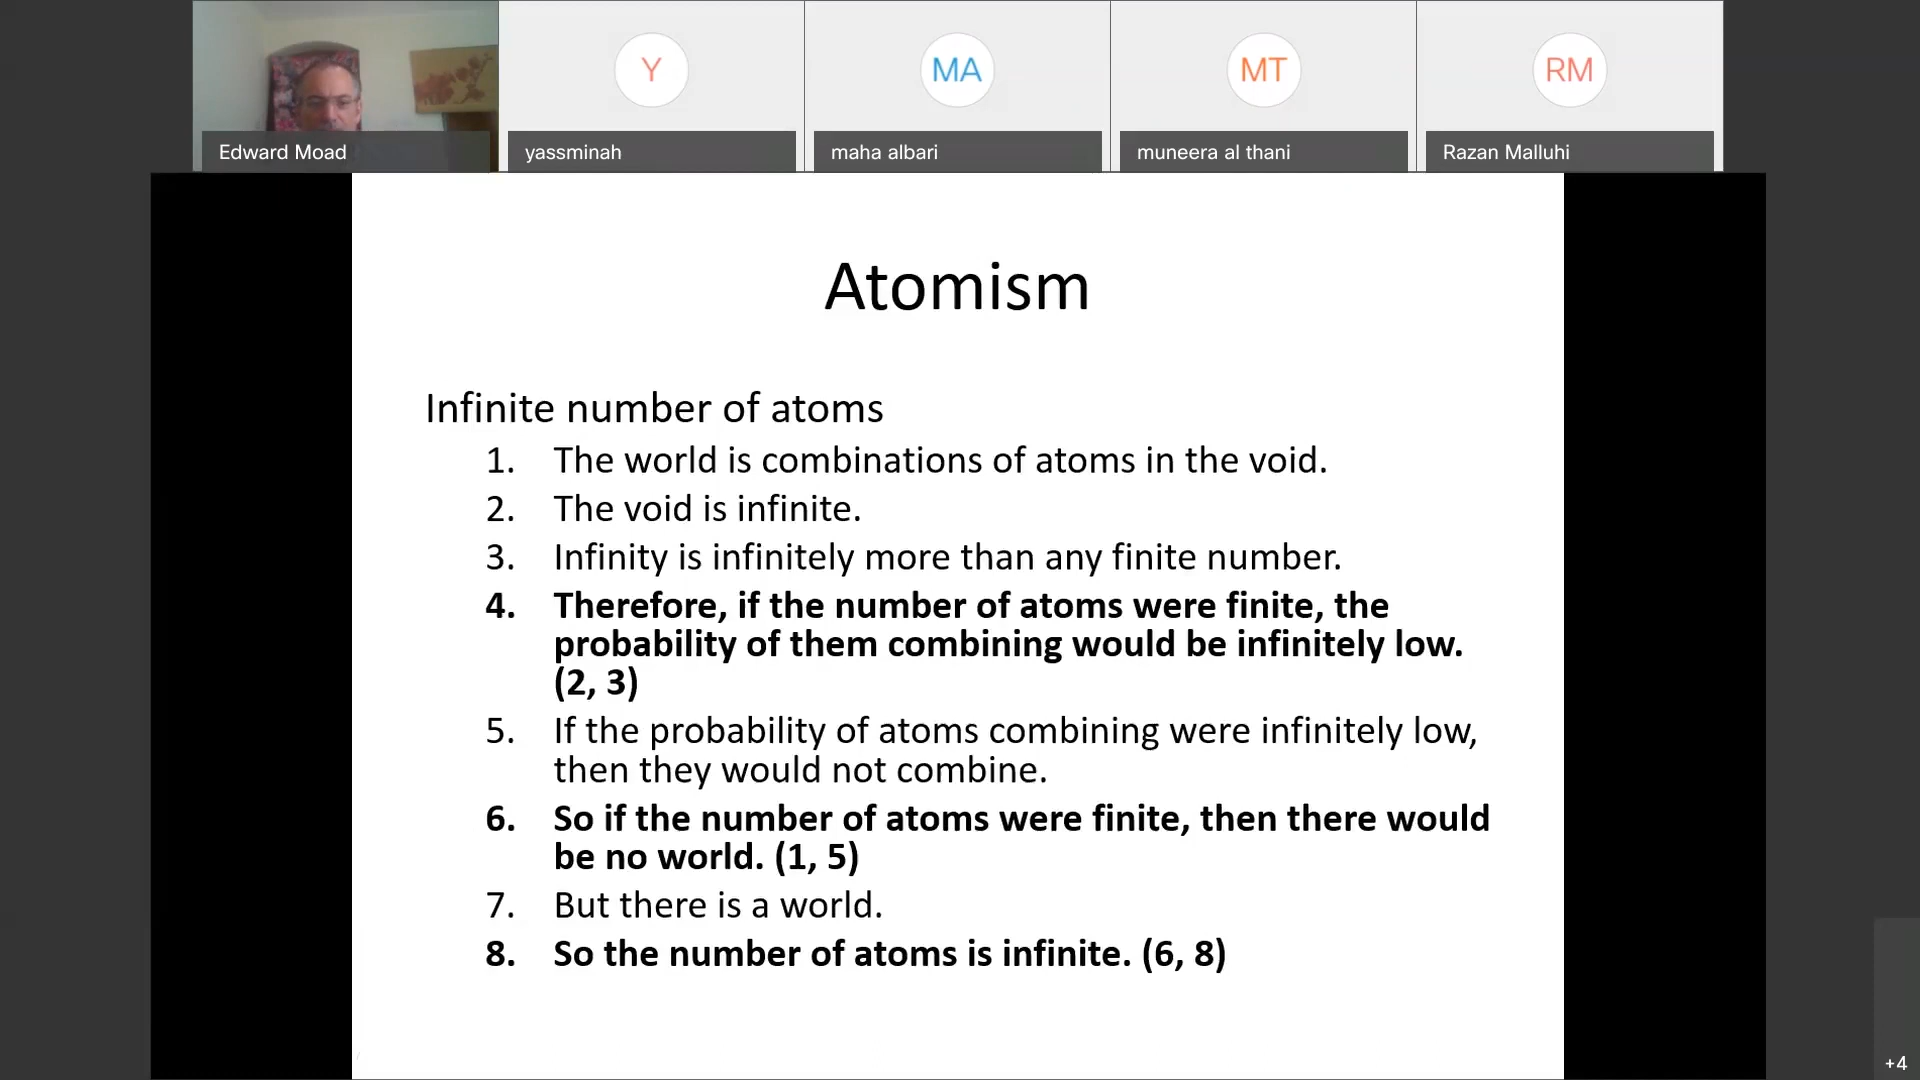 Y
MA
MT
RM
Edward Moad
yassminah
maha albari
muneera al thani
Razan Malluhi
Atomism
Infinite number of atoms
1. The world is combinations of atoms in the void.
2. The void is infinite.
3. Infinity is infinitely more than any finite number.
4. Therefore, if the number of atoms were finite, the
probability of them combining would be infinitely low.
(2, 3)
5. If the probability of atoms combining were infinitely low,
then they would not combine.
6. So if the number of atoms were finite, then there would
be no world. (1, 5)
7. But there is a world.
8. So the number of atoms is infinite. (6, 8)
+4